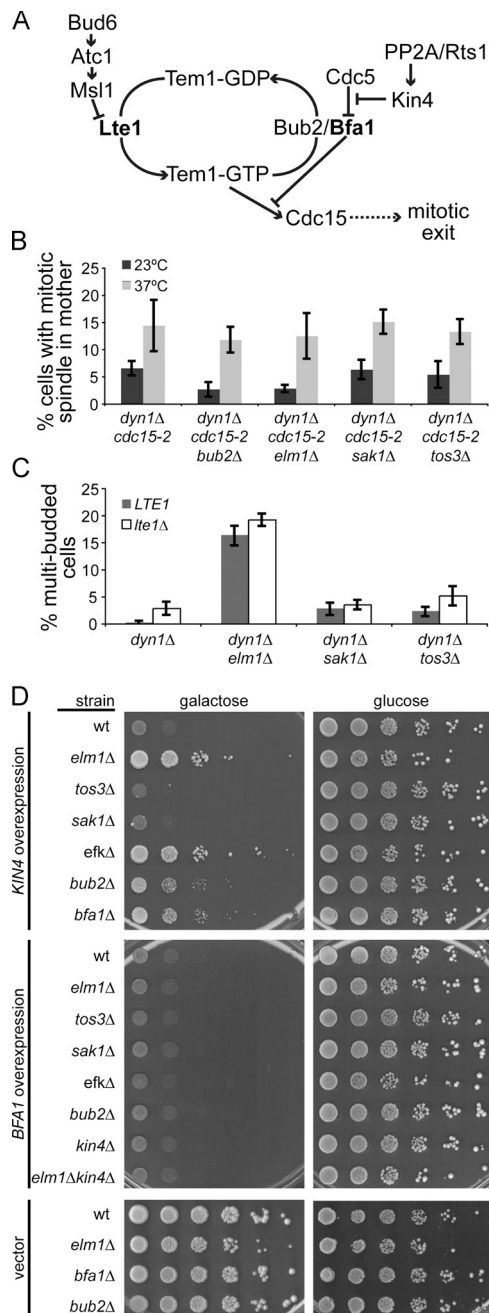 A
Bud6
Atc1
Msl1
Lte1
Tem1-GDP
Tem1-GTP
Cdc5
Bub2/Bfa1
PP2A/Rts1
Kin4
Cdc15
mitotic exit
B
% cells with mitotic spindle in mother
25
20
15
10
5
0
23ºC
37ºC
dyn1Δ cdc15-2
dyn1Δ cdc15-2 bub2Δ
dyn1Δ cdc15-2 elm1Δ
dyn1Δ cdc15-2 sak1Δ
dyn1Δ cdc15-2 tos3Δ
C
% multi-budded cells
30
20
10
0
LTE1
lte1Δ
dyn1Δ
dyn1Δ elm1Δ
dyn1Δ sak1Δ
dyn1Δ tos3Δ
D
strain galactose glucose
KIN4 overexpression
wt
elm1Δ
tos3Δ
sak1Δ
efkΔ
bub2Δ
bfa1Δ
BFA1 overexpression
wt
elm1Δ
tos3Δ
sak1Δ
efkΔ
bub2Δ
kin4Δ
elm1Δkin4Δ
vector
wt
elm1Δ
bfa1Δ
bub2Δ